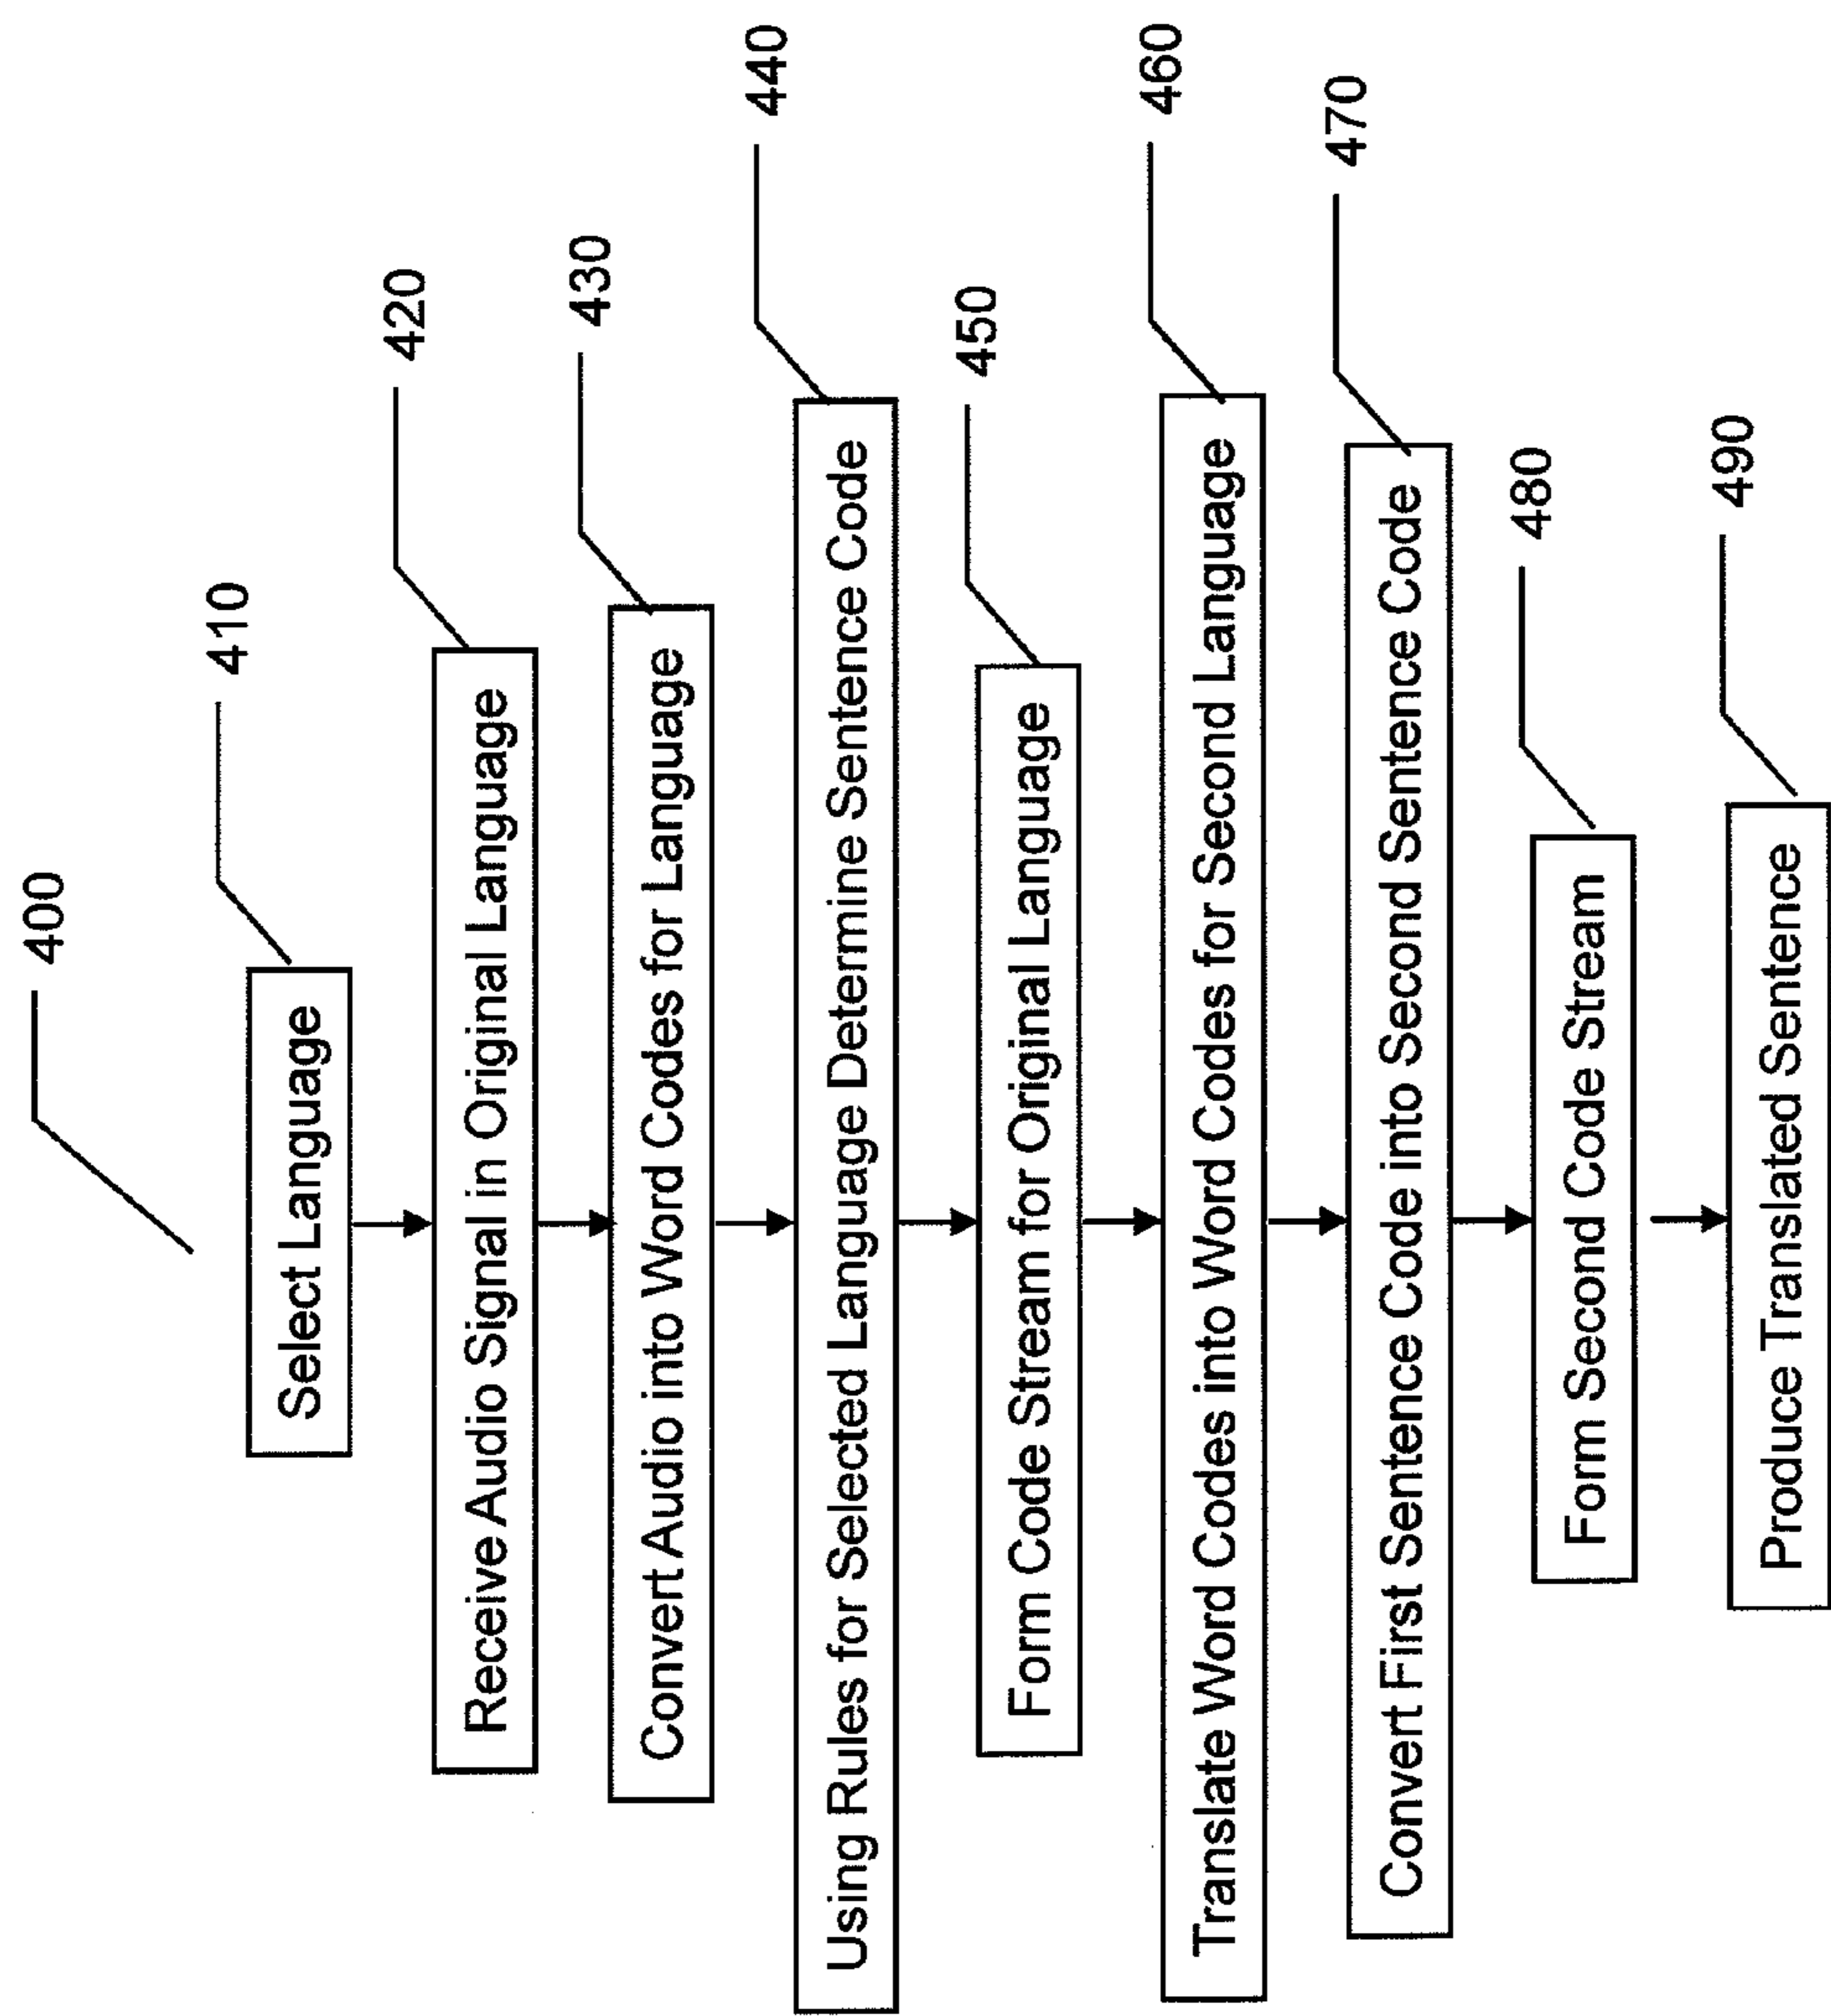 400
410
Select Language
420
Receive Audio Signal in Original Language
430
Convert Audio into Word Codes for Language
440
Using Rules for Selected Language Determine Sentence Code
450
Form Code Stream for Original Language
460
Translate Word Codes into Word Codes for Second Language
470
Convert First Sentence Code into Second Sentence Code
480
Form Second Code Stream
490
Produce Translated Sentence